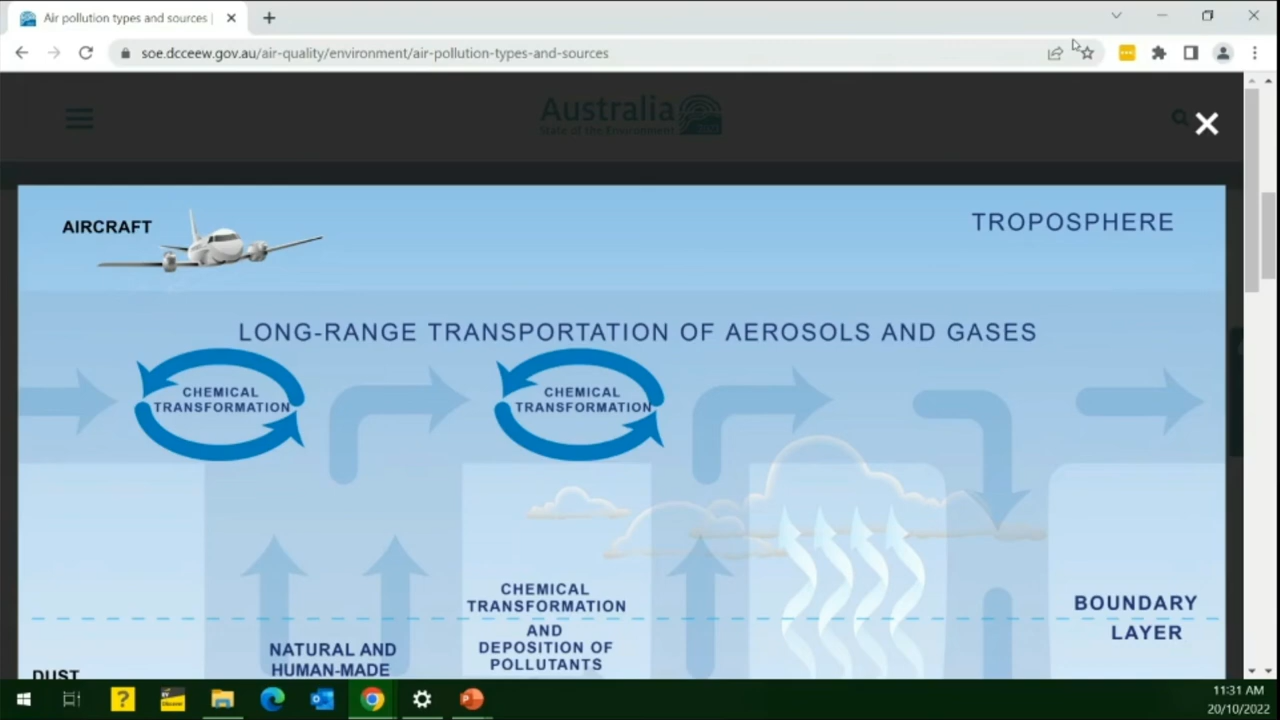 Air pollution types and sources |
soe.dcceew.gov.au/air-quality/environment/air-pollution-types-and-sources
Australia
State of the Environment
AIRCRAFT
TROPOSPHERE
LONG-RANGE TRANSPORTATION OF AEROSOLS AND GASES
CHEMICAL
TRANSFORMATION
CHEMICAL
TRANSFORMATION
CHEMICAL
TRANSFORMATION
AND
DEPOSITION OF
POLLUTANTS
BOUNDARY
LAYER
NATURAL AND
HUMAN-MADE
DUST
11:31 AM
20/10/2022